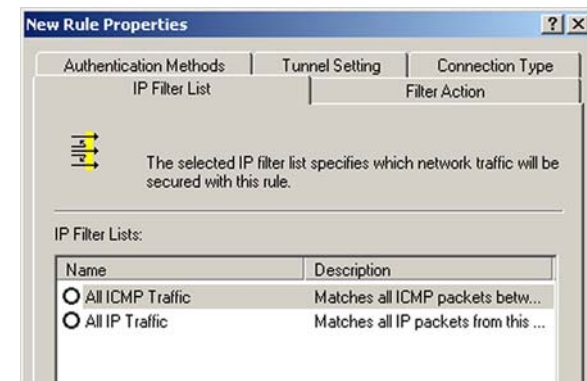 New Rule Properties
Authentication Methods Tunnel Setting Connection Type
IP Filter List Filter Action
The selected IP filter list specifies which network traffic will be
secured with this rule.
IP Filter Lists:
Name Description
All ICMP Traffic Matches all ICMP packets betw...
All IP Traffic Matches all IP packets from this ...